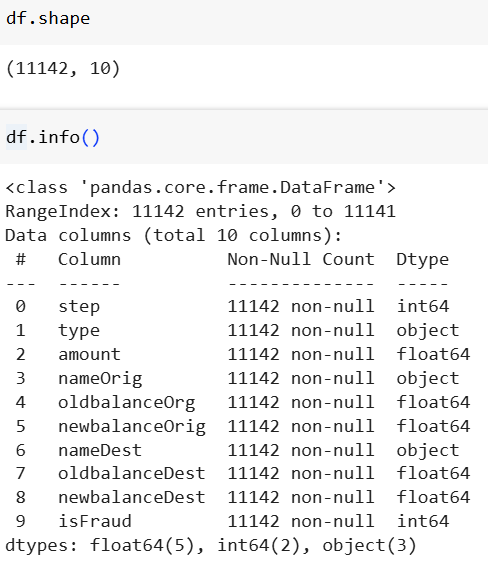 df.shape
(11142, 10)
df.info()
<class 'pandas.core.frame.DataFrame'>
RangeIndex: 11142 entries, 0 to 11141
Data columns (total 10 columns):
 #   Column          Non-Null Count  Dtype
---  ------          --------------  -----
 0   step            11142 non-null  int64
 1   type            11142 non-null  object
 2   amount          11142 non-null  float64
 3   nameOrig        11142 non-null  object
 4   oldbalanceOrg   11142 non-null  float64
 5   newbalanceOrig  11142 non-null  float64
 6   nameDest        11142 non-null  object
 7   oldbalanceDest  11142 non-null  float64
 8   newbalanceDest  11142 non-null  float64
 9   isFraud         11142 non-null  int64
dtypes: float64(5), int64(2), object(3)